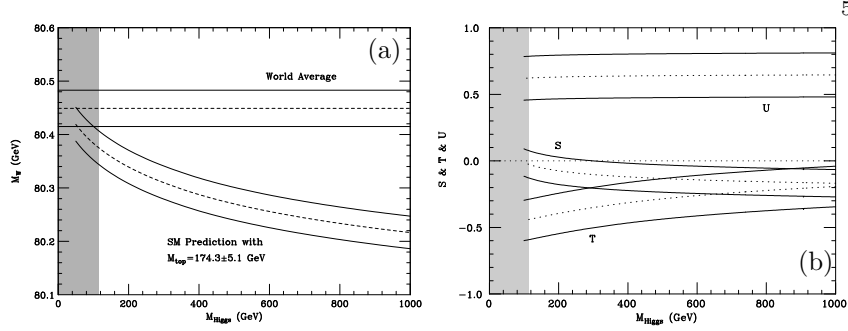 5
80.6
80.5
80.4
80.3
80.2
80.1
M_W (GeV)
(a)
World Average
SM Prediction with
M_top=174.3±5.1 GeV
0 200 400 600 800 1000
M_Higgs (GeV)
1.0
0.5
0.0
−0.5
−1.0
S & T & U
U
S
T
(b)
0 200 400 600 800 1000
M_Higgs (GeV)